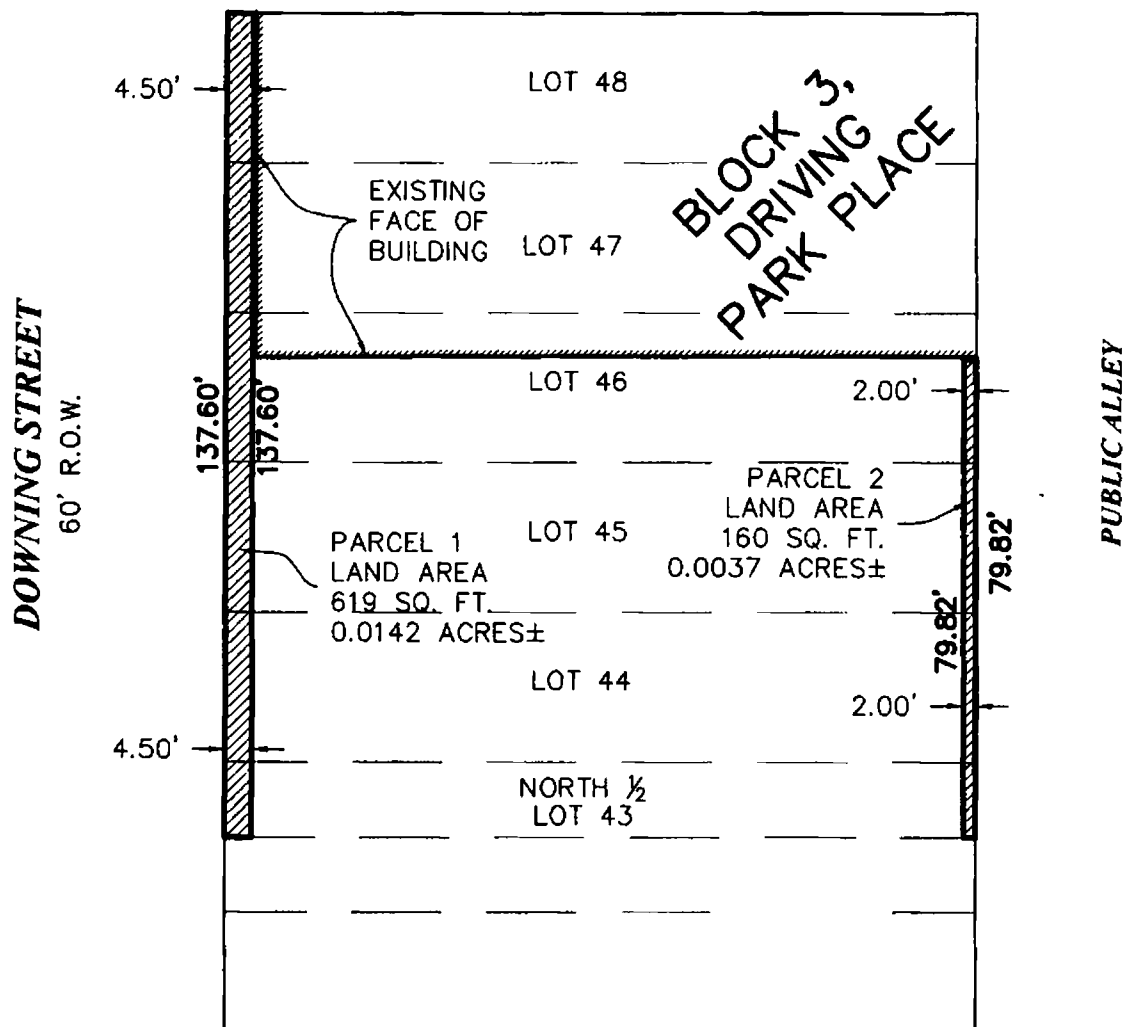 LOT 48
4.50'
BLOCK 3,
DRIVING
PARK PLACE
EXISTING
FACE OF
BUILDING
LOT 47
DOWNING STREET
60' R.O.W.
137.60'
137.60'
LOT 46
2.00'
PUBLIC ALLEY
PARCEL 2
LAND AREA
160 SQ. FT.
0.0037 ACRES±
LOT 45
PARCEL 1
LAND AREA
619 SQ. FT.
0.0142 ACRES±
79.82'
79.82'
LOT 44
2.00'
4.50'
NORTH ½
LOT 43